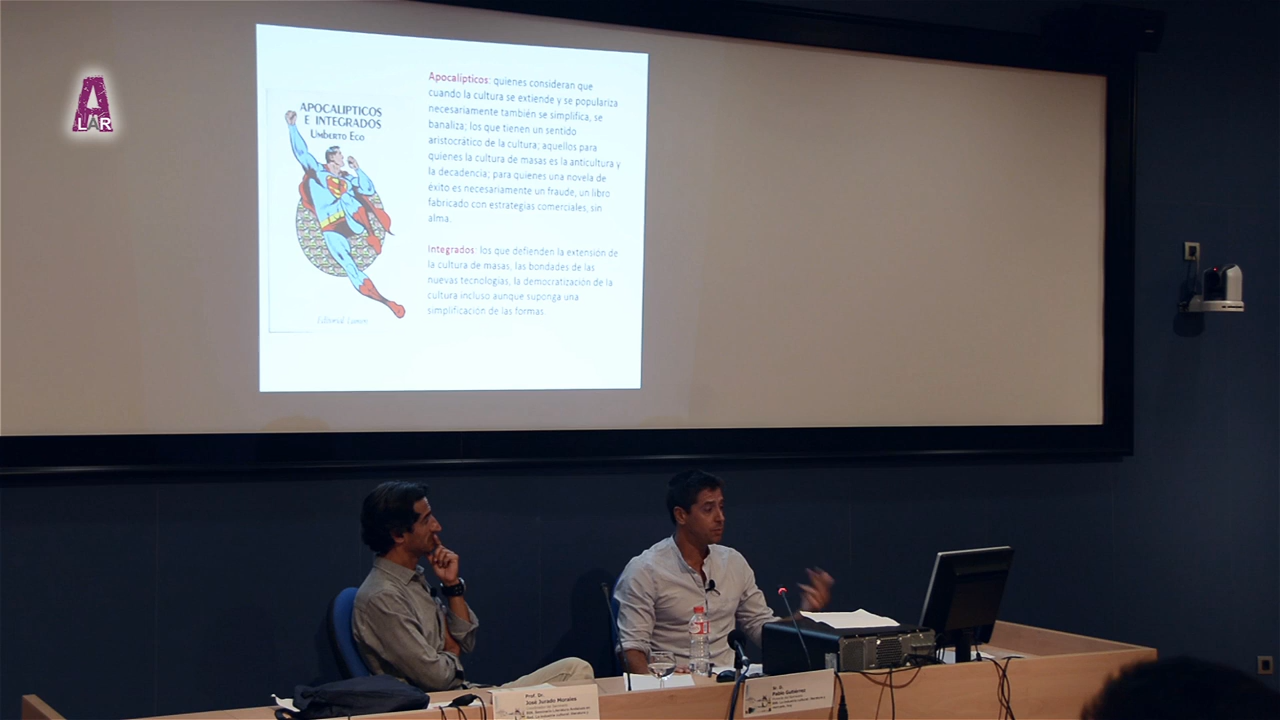 A
LAR
APOCALIPTICOS
E INTEGRADOS
UMBERTO ECO
Editorial Lumen
Apocalípticos: quienes consideran que
cuando la cultura se extiende y se populariza
necesariamente también se simplifica, se
banaliza; los que tienen un sentido
aristocrático de la cultura; aquellos para
quienes la cultura de masas es la anticultura y
la decadencia; para quienes una novela de
éxito es necesariamente un fraude, un libro
fabricado con estrategias comerciales, sin
alma.
Integrados: los que defienden la extensión de
la cultura de masas, las bondades de las
nuevas tecnologías, la democratización de la
cultura incluso aunque suponga una
simplificación de las formas.
Prof. Dr.
José Jurado Morales
Sr. D.
Pablo Gutiérrez